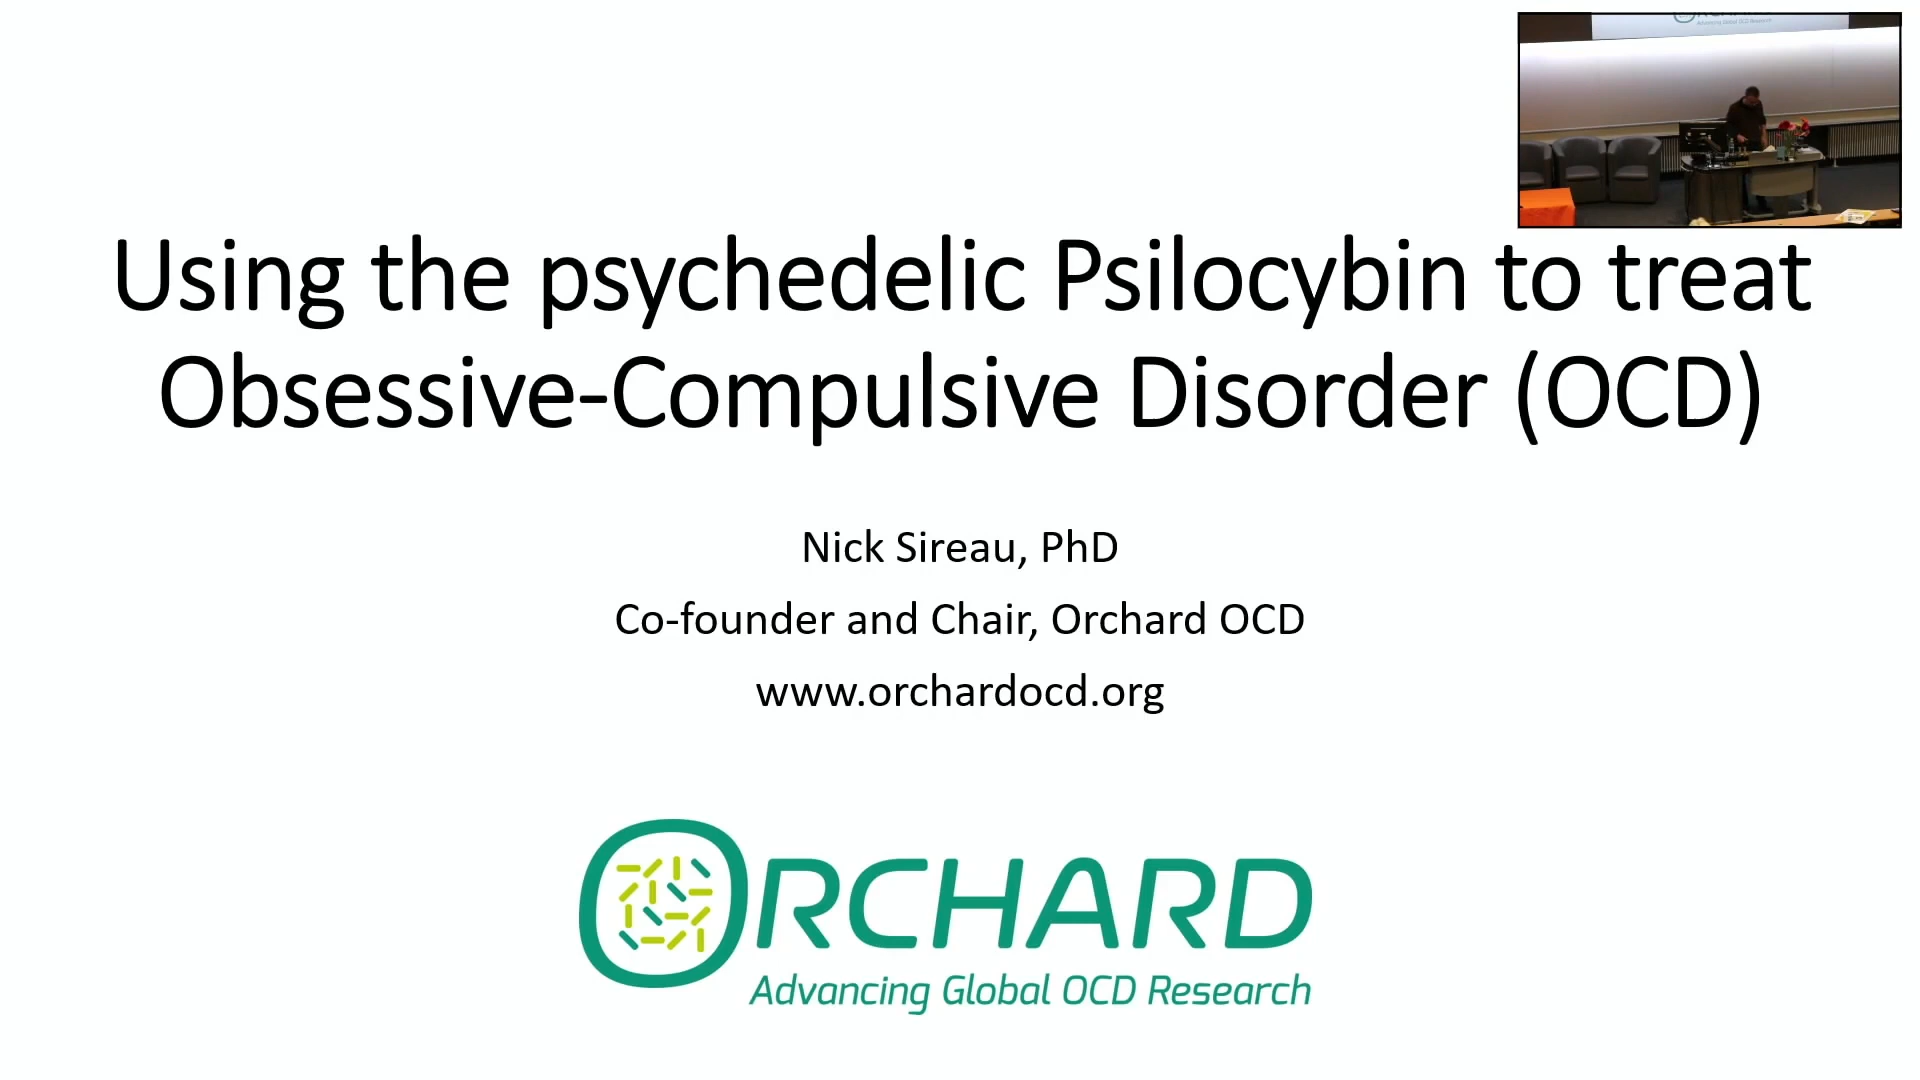 Using the psychedelic Psilocybin to treat
Obsessive-Compulsive Disorder (OCD)
Nick Sireau, PhD
Co-founder and Chair, Orchard OCD
www.orchardocd.org
ORCHARD
Advancing Global OCD Research